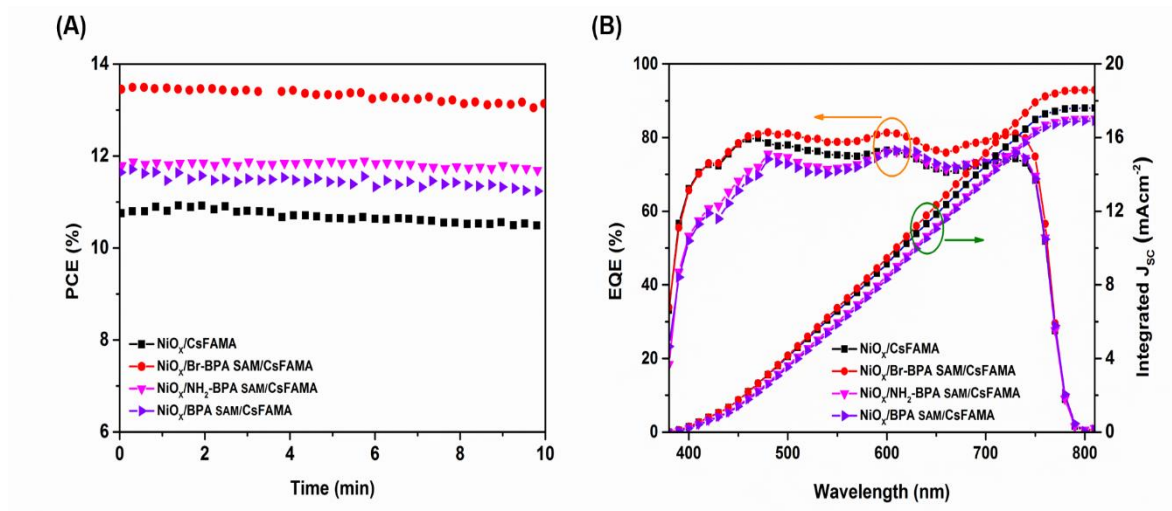 (A)
14
12
10
8
6
PCE (%)
NiOX/CsFAMA
NiOX/Br-BPA SAM/CsFAMA
NiOX/NH2-BPA SAM/CsFAMA
NiOX/BPA SAM/CsFAMA
0 2 4 6 8 10
Time (min)
(B)
100
80
60
40
20
0
EQE (%)
NiOX/CsFAMA
NiOX/Br-BPA SAM/CsFAMA
NiOX/NH2-BPA SAM/CsFAMA
NiOX/BPA SAM/CsFAMA
400 500 600 700 800
Wavelength (nm)
20
16
12
8
4
0
Integrated JSC (mAcm-2)